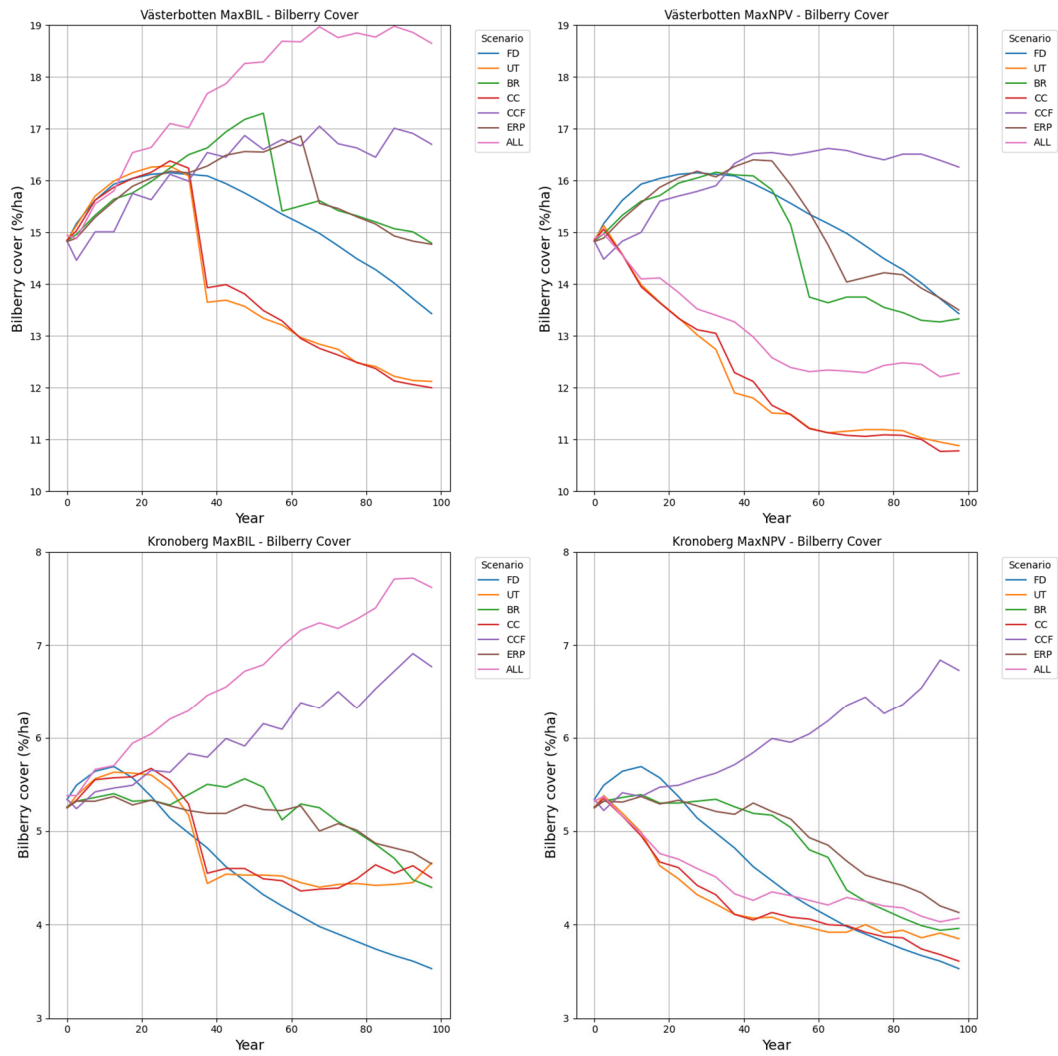 Västerbotten MaxBIL - Bilberry Cover
19
18
17
16
15
14
13
12
11
10
Bilberry cover (%/ha)
0 20 40 60 80 100
Year
Scenario
FD
UT
BR
CC
CCF
ERP
ALL
Västerbotten MaxNPV - Bilberry Cover
19
18
17
16
15
14
13
12
11
10
Bilberry cover (%/ha)
0 20 40 60 80 100
Year
Scenario
FD
UT
BR
CC
CCF
ERP
ALL
Kronoberg MaxBIL - Bilberry Cover
8
7
6
5
4
3
Bilberry cover (%/ha)
0 20 40 60 80 100
Year
Scenario
FD
UT
BR
CC
CCF
ERP
ALL
Kronoberg MaxNPV - Bilberry Cover
8
7
6
5
4
3
Bilberry cover (%/ha)
0 20 40 60 80 100
Year
Scenario
FD
UT
BR
CC
CCF
ERP
ALL